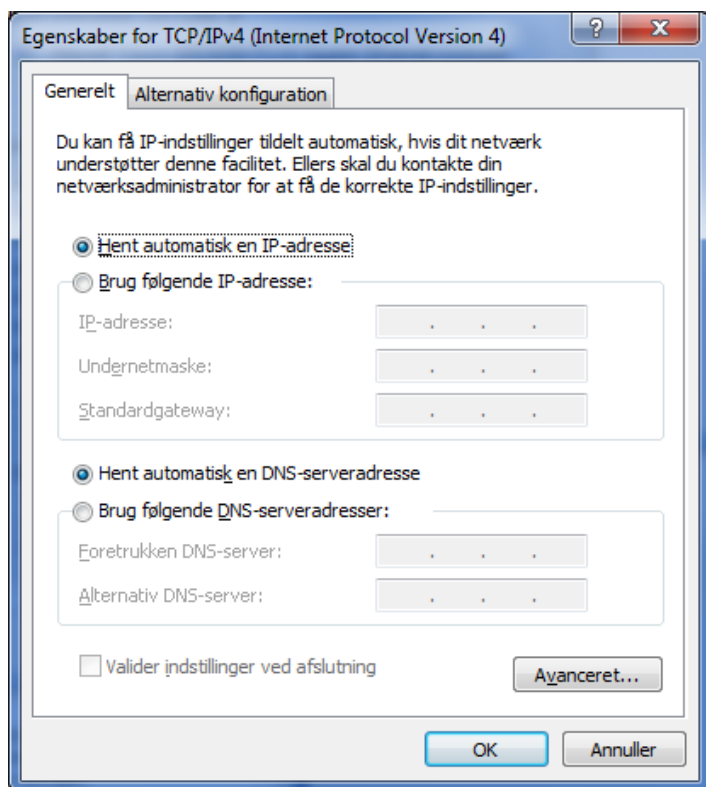 Egenskaber for TCP/IPv4 (Internet Protocol Version 4)
Generelt
Alternativ konfiguration
Du kan få IP-indstillinger tildelt automatisk, hvis dit netværk
understøtter denne facilitet. Ellers skal du kontakte din
netværksadministrator for at få de korrekte IP-indstillinger.
Hent automatisk en IP-adresse
Brug følgende IP-adresse:
IP-adresse: . . .
Undernetmaske: . . .
Standardgateway: . . .
Hent automatisk en DNS-serveradresse
Brug følgende DNS-serveradresser:
Foretrukken DNS-server: . . .
Alternativ DNS-server: . . .
Valider indstillinger ved afslutning
Avanceret...
OK
Annuller